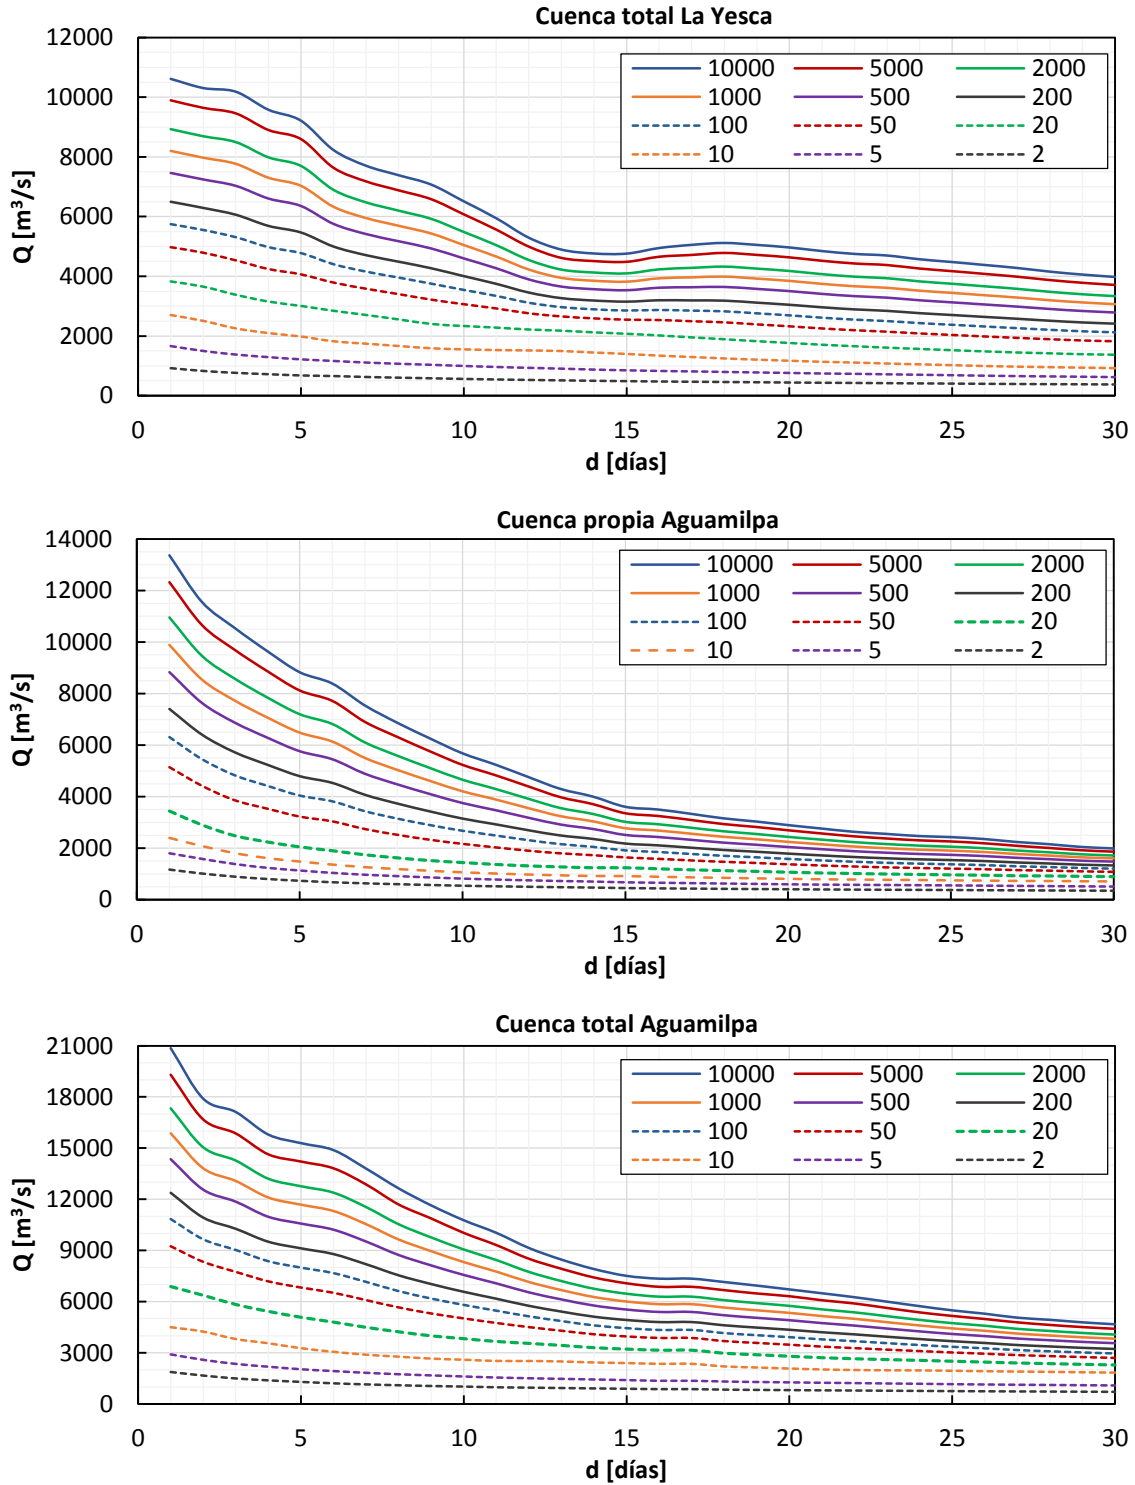 Cuenca total La Yesca
12000
10000
8000
6000
4000
2000
0
Q [m³/s]
10000 5000 2000
1000 500 200
100 50 20
10 5 2
0 5 10 15 20 25 30
d [días]
Cuenca propia Aguamilpa
14000
12000
10000
8000
6000
4000
2000
0
Q [m³/s]
10000 5000 2000
1000 500 200
100 50 20
10 5 2
0 5 10 15 20 25 30
d [días]
Cuenca total Aguamilpa
21000
18000
15000
12000
9000
6000
3000
0
Q [m³/s]
10000 5000 2000
1000 500 200
100 50 20
10 5 2
0 5 10 15 20 25 30
d [días]